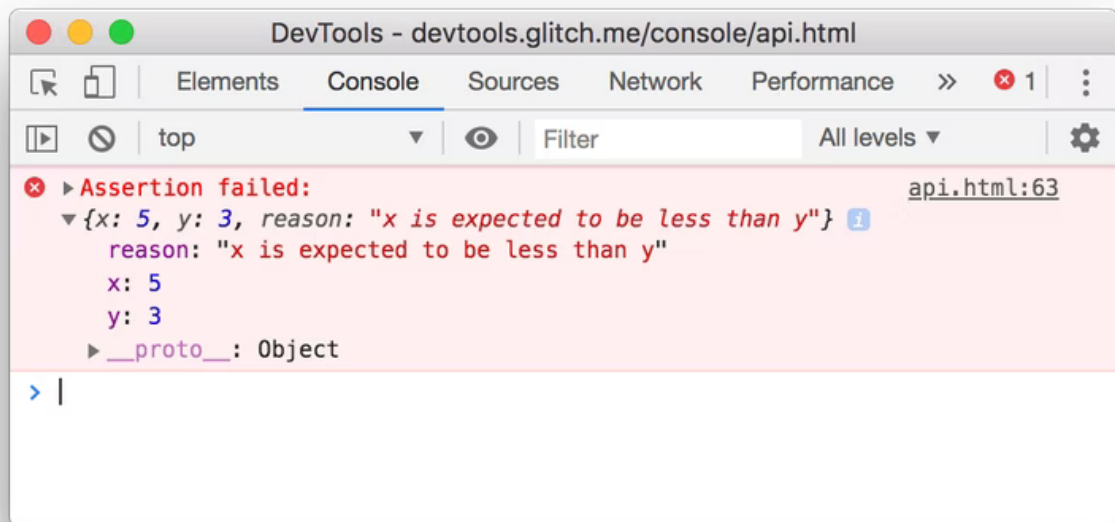 DevTools - devtools.glitch.me/console/api.html
Elements Console Sources Network Performance » 1
top Filter All levels
Assertion failed: api.html:63
{x: 5, y: 3, reason: "x is expected to be less than y"} i
reason: "x is expected to be less than y"
x: 5
y: 3
__proto__: Object
>